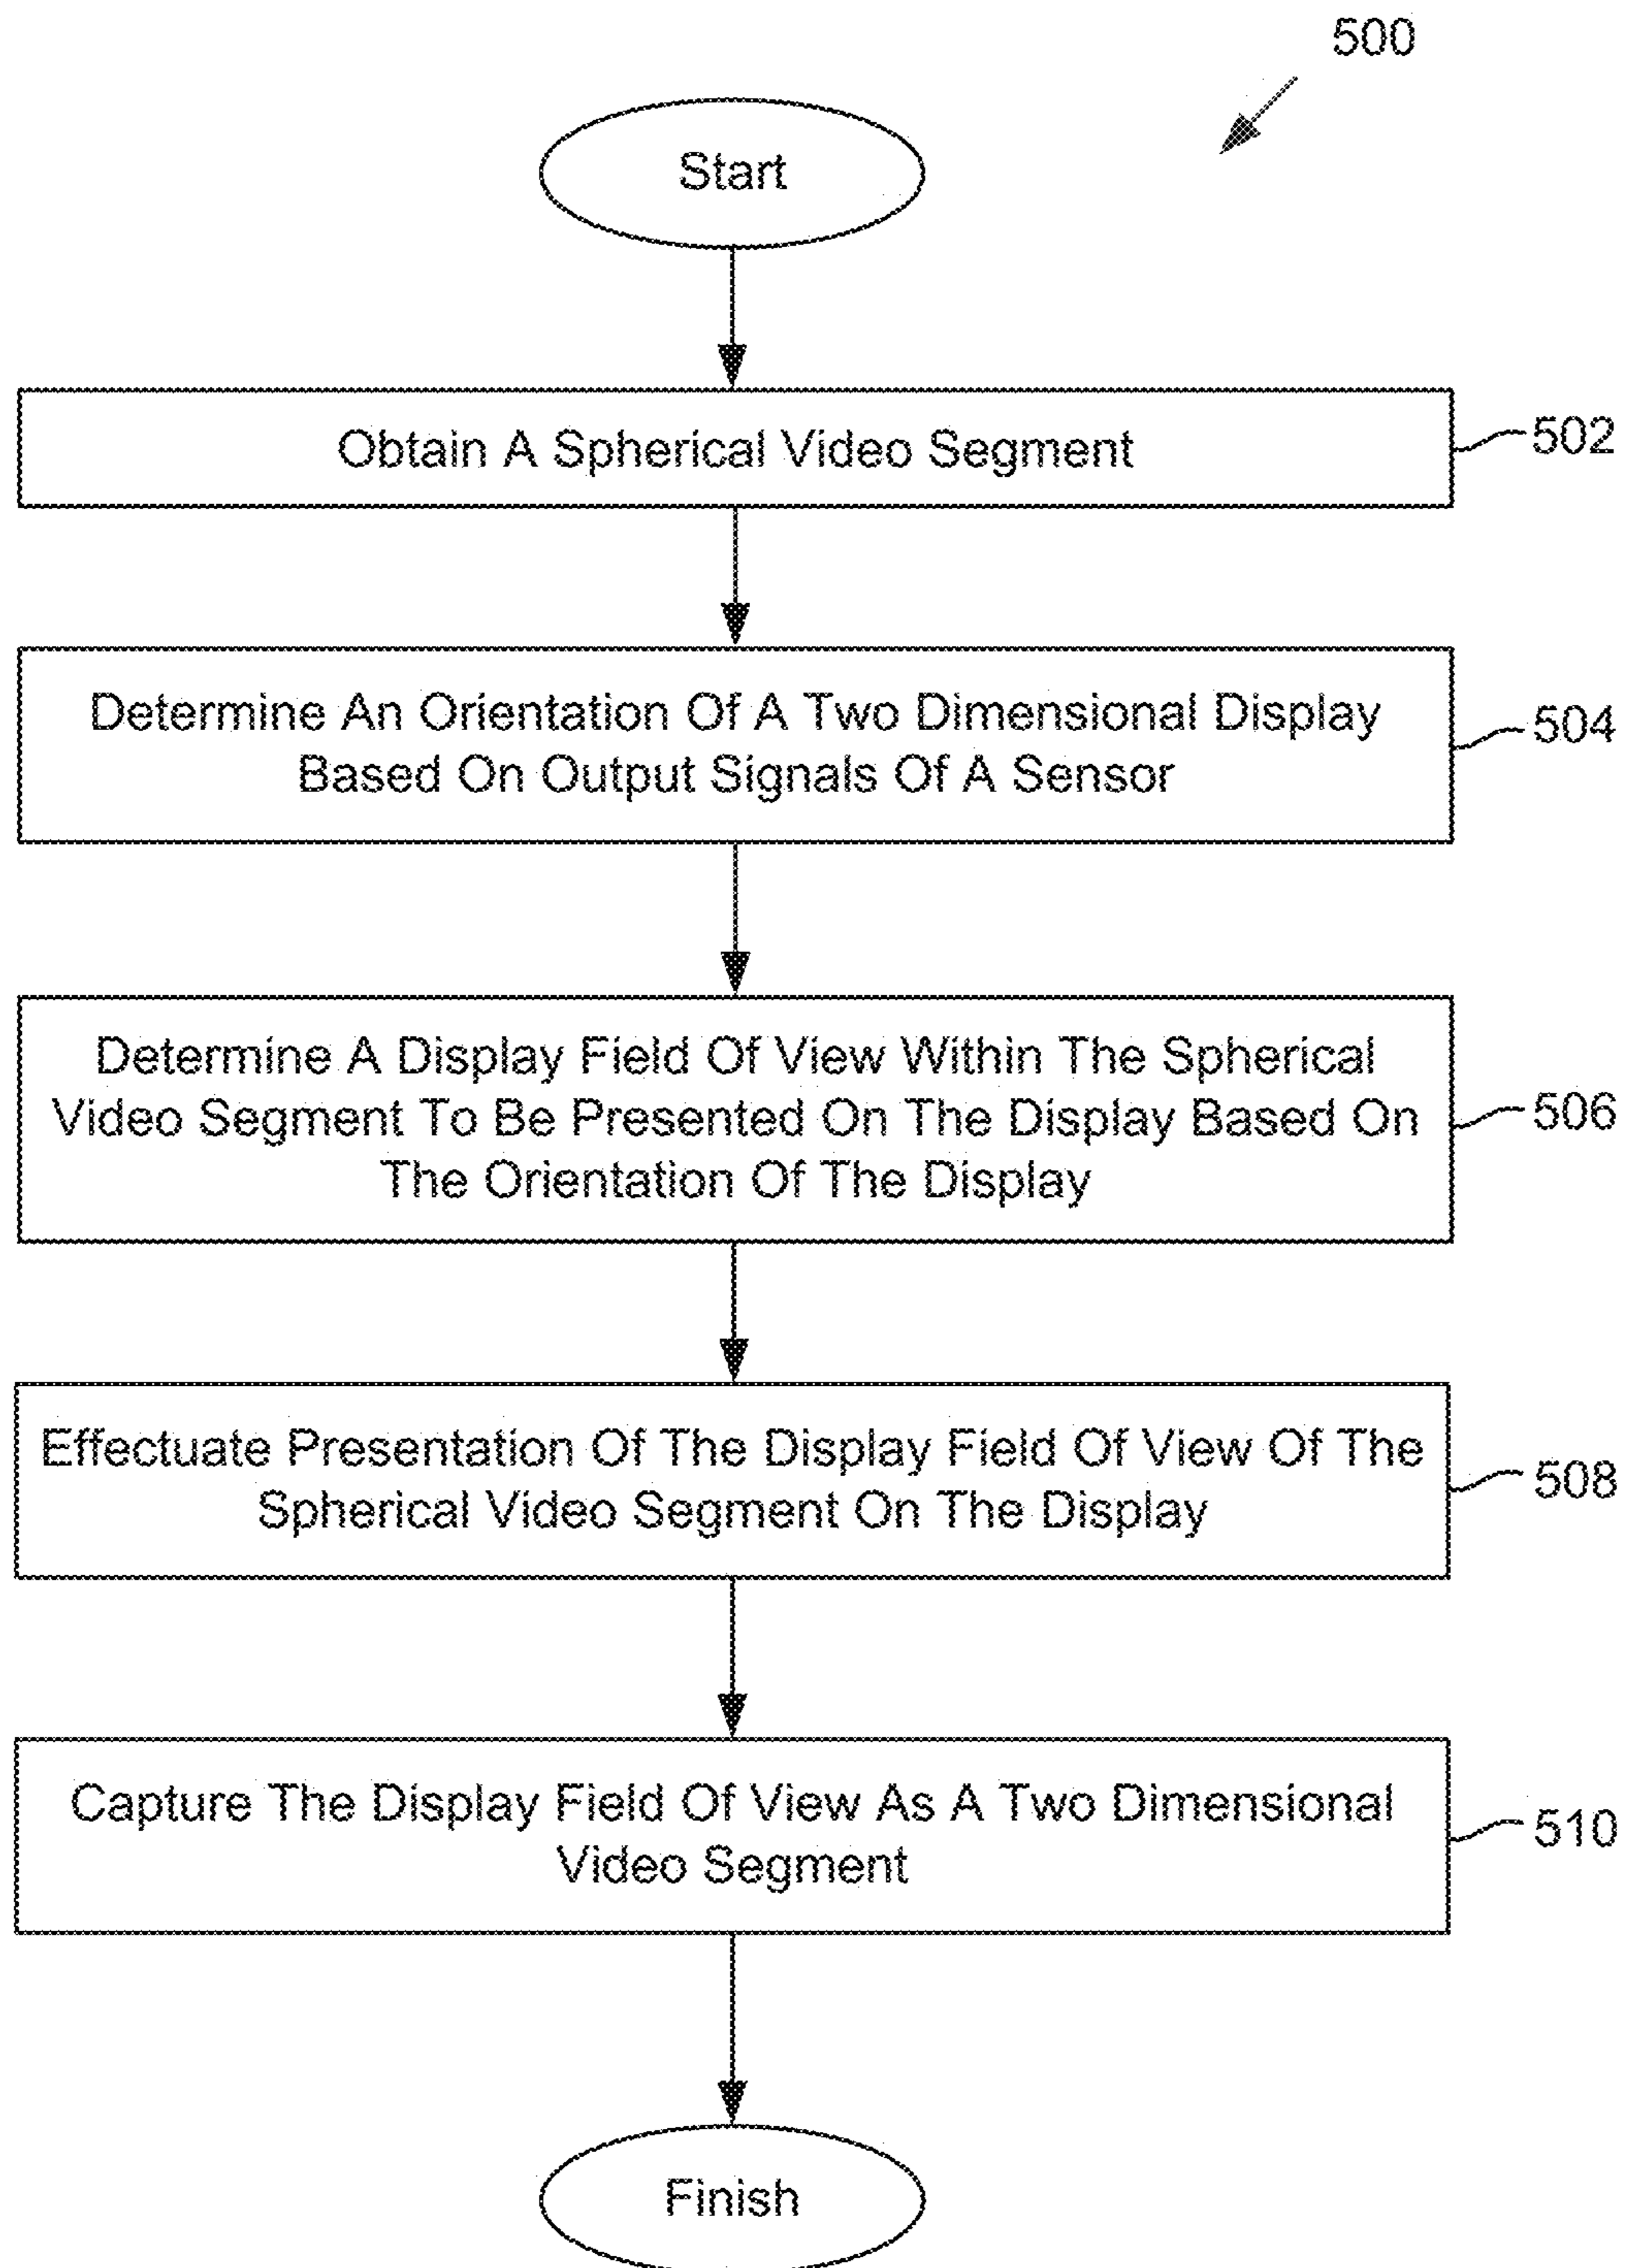 500
Start
Obtain A Spherical Video Segment
502
Determine An Orientation Of A Two Dimensional Display
Based On Output Signals Of A Sensor
504
Determine A Display Field Of View Within The Spherical
Video Segment To Be Presented On The Display Based On
The Orientation Of The Display
506
Effectuate Presentation Of The Display Field Of View Of The
Spherical Video Segment On The Display
508
Capture The Display Field Of View As A Two Dimensional
Video Segment
510
Finish